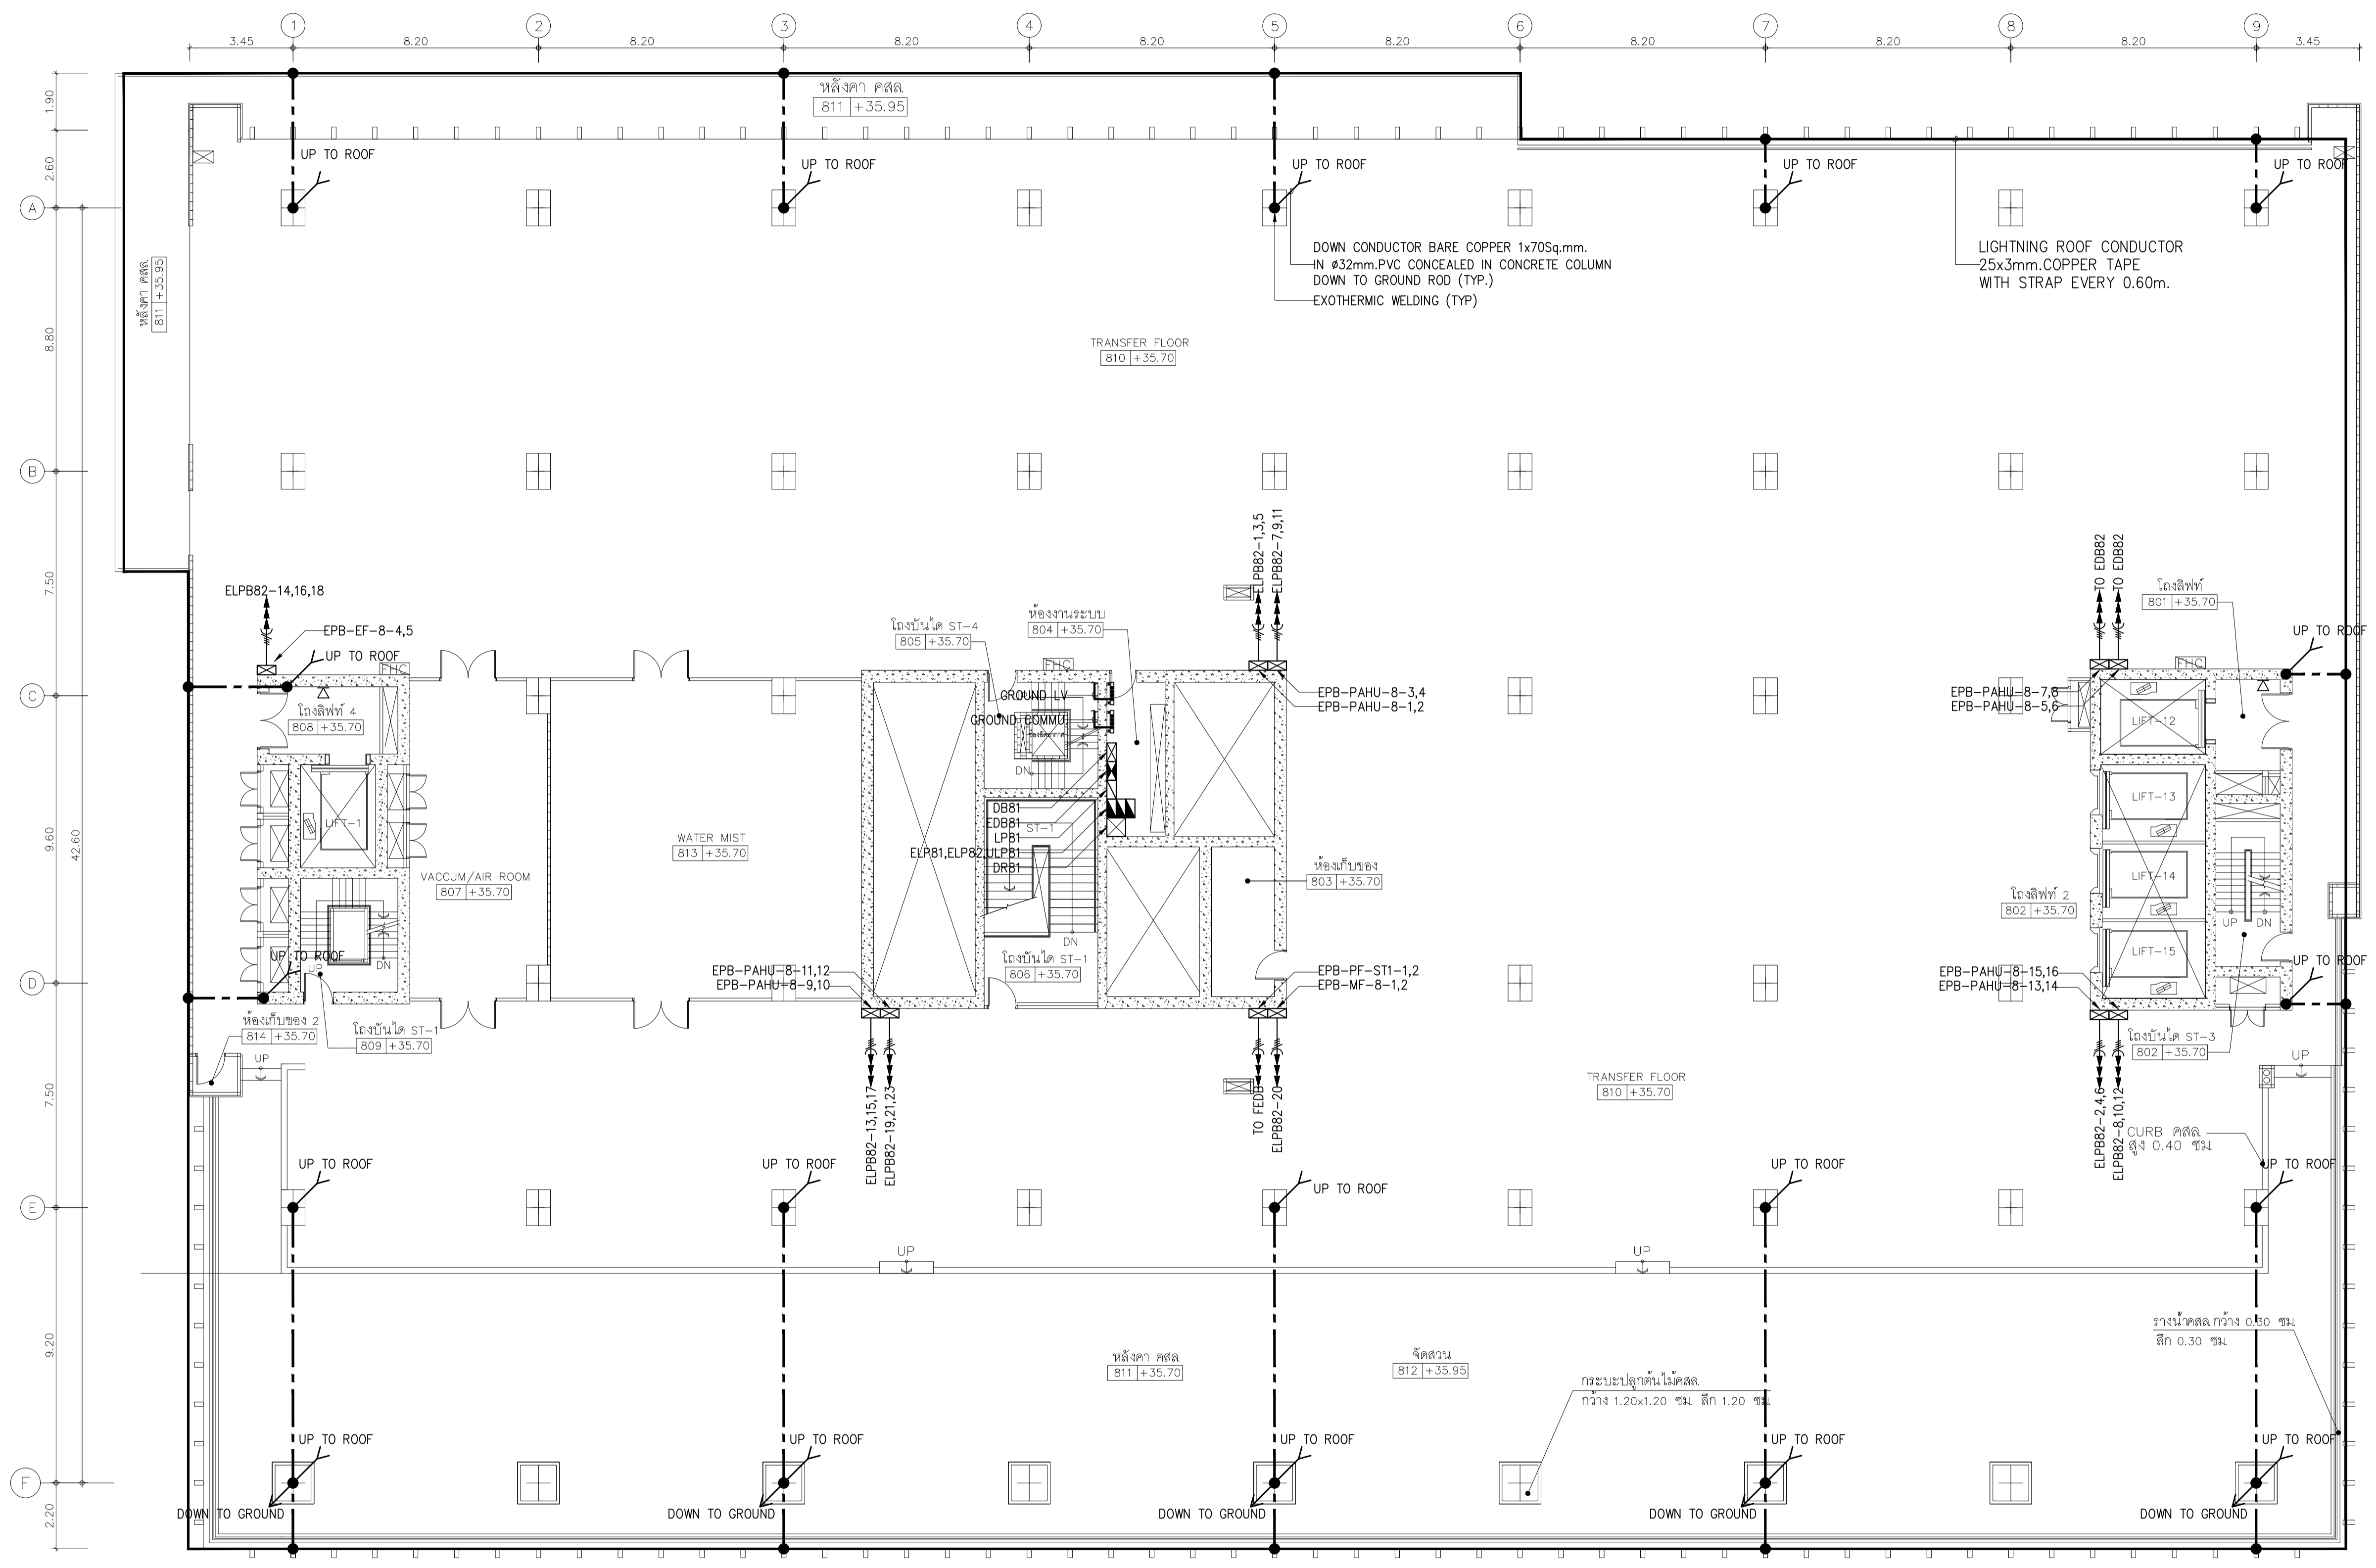 1 2 3 4 5 6 7 8 9
3.45 8.20 8.20 8.20 8.20 8.20 8.20 8.20 8.20 3.45
1.90
2.60
A
8.80
B
7.50
C
9.60
42.60
D
7.50
E
9.20
F
2.20
หลังคา คสล.
811 +35.95
หลังคา คสล.
811 +35.95
UP TO ROOF
UP TO ROOF
UP TO ROOF
UP TO ROOF
UP TO ROOF
DOWN CONDUCTOR BARE COPPER 1x70Sq.mm.
IN ø32mm.PVC CONCEALED IN CONCRETE COLUMN
DOWN TO GROUND ROD (TYP.)
EXOTHERMIC WELDING (TYP)
LIGHTNING ROOF CONDUCTOR
25x3mm.COPPER TAPE
WITH STRAP EVERY 0.60m.
TRANSFER FLOOR
810 +35.70
ELPB82-14,16,18
EPB-EF-8-4,5
UP TO ROOF
FHC
โถงลิฟท์ 4
808 +35.70
LIFT-1
VACCUM/AIR ROOM
807 +35.70
WATER MIST
813 +35.70
UP TO ROOF
UP
DN
ห้องเก็บของ 2
814 +35.70
โถงบันได ST-1
809 +35.70
UP
โถงบันได ST-4
805 +35.70
ห้องงานระบบ
804 +35.70
FHC
GROUND LV
GROUND COMMU.
DN
DB81
EDB81
ST-1
LP81
ELP81,ELP82,ULP81
DR81
DN
โถงบันได ST-1
806 +35.70
ELPB82-1,3,5
ELPB82-7,9,11
EPB-PAHU-8-3,4
EPB-PAHU-8-1,2
ห้องเก็บของ
803 +35.70
EPB-PAHU-8-11,12
EPB-PAHU-8-9,10
EPB-PF-ST1-1,2
EPB-MF-8-1,2
ELPB82-13,15,17
ELPB82-19,21,23
TO FEDB
ELPB82-20
TO EDB82
TO EDB82
โถงลิฟท์
801 +35.70
UP TO ROOF
FHC
EPB-PAHU-8-7,8
EPB-PAHU-8-5,6
LIFT-12
LIFT-13
LIFT-14
LIFT-15
โถงลิฟท์ 2
802 +35.70
UP
DN
UP TO ROOF
EPB-PAHU-8-15,16
EPB-PAHU-8-13,14
โถงบันได ST-3
802 +35.70
UP
TRANSFER FLOOR
810 +35.70
ELPB82-2,4,6
ELPB82-8,10,12
CURB คสล.
สูง 0.40 ซม.
UP TO ROOF
UP TO ROOF
UP TO ROOF
UP TO ROOF
UP TO ROOF
UP
UP
รางน้ำคสล. กว้าง 0.30 ซม.
ลึก 0.30 ซม.
หลังคา คสล.
811 +35.70
จัดสวน
812 +35.95
กระบะปลูกต้นไม้คสล.
กว้าง 1.20x1.20 ซม. ลึก 1.20 ซม.
UP TO ROOF
UP TO ROOF
UP TO ROOF
UP TO ROOF
UP TO ROOF
DOWN TO GROUND
DOWN TO GROUND
DOWN TO GROUND
DOWN TO GROUND
DOWN TO GROUND